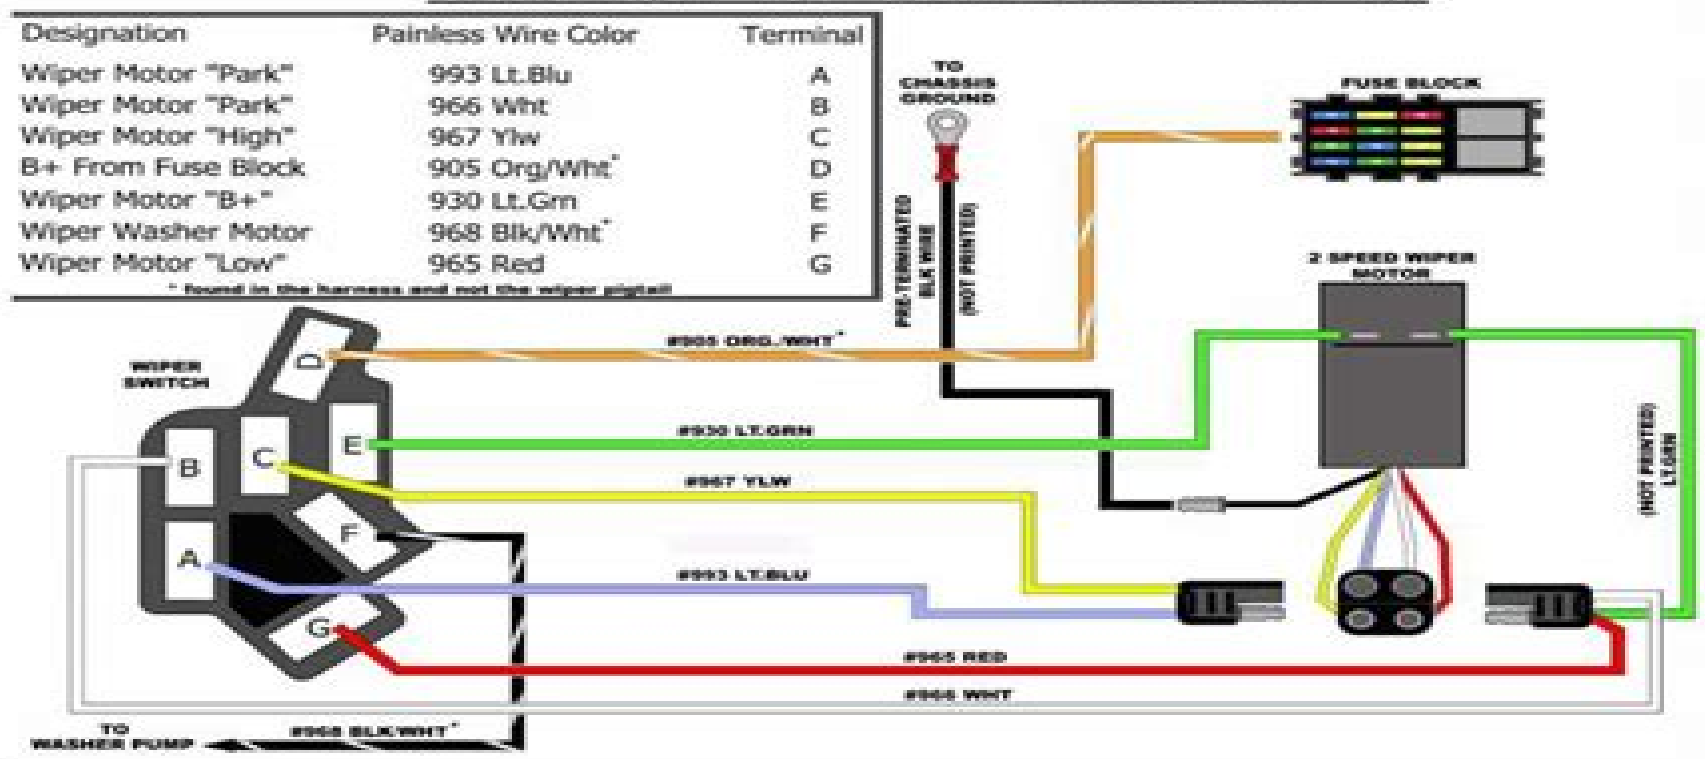 Designation Painless Wire Color Terminal
Wiper Motor "Park" 993 Lt.Blu A
Wiper Motor "Park" 966 Wht B
Wiper Motor "High" 967 Ylw C
B+ From Fuse Block 905 Org/Wht* D
Wiper Motor "B+" 930 Lt.Grn E
Wiper Washer Motor 968 Blk/Wht* F
Wiper Motor "Low" 965 Red G
* found in the harness and not the wiper pigtail
TO
CHASSIS
GROUND
FUSE BLOCK
PRE-TERMINATED
BLK WIRE
(NOT PRINTED)
2 SPEED WIPER
MOTOR
#905 ORG./WHT*
WIPER
SWITCH
D
#930 LT.GRN
E
C
B
#967 YLW
(NOT PRINTED)
LT.GRN
F
A
#993 LT.BLU
G
#965 RED
#966 WHT
TO
WASHER PUMP
#968 BLK/WHT*